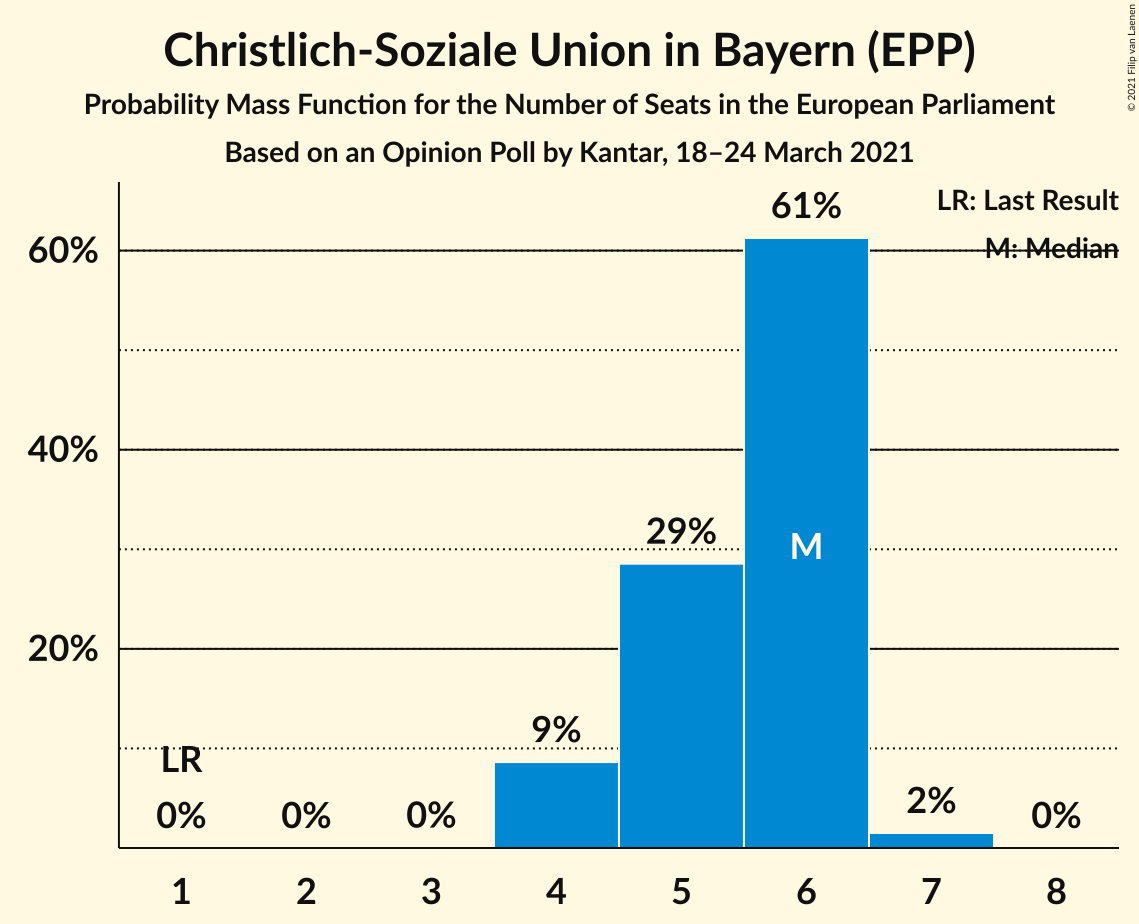 Christlich-Soziale Union in Bayern (EPP)
Probability Mass Function for the Number of Seats in the European Parliament
Based on an Opinion Poll by Kantar, 18–24 March 2021
© 2021 Filip van Laenen
LR: Last Result
M: Median
61%
60%
40%
29%
M
20%
9%
LR
0%
0%
0%
2%
0%
1
2
3
4
5
6
7
8